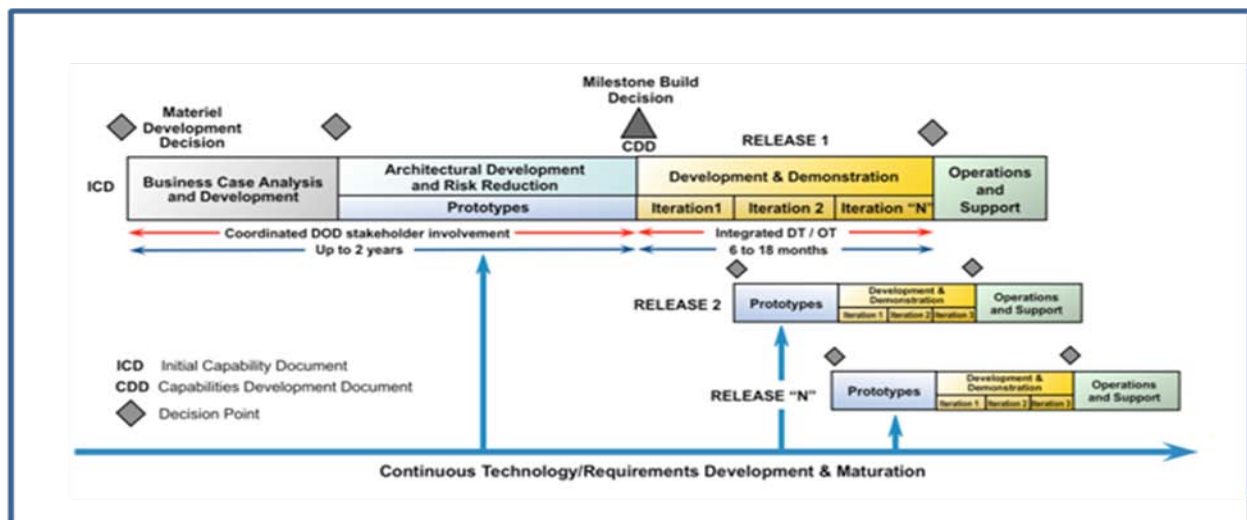 Milestone Build
Decision
Materiel
Development
Decision
CDD
RELEASE 1
ICD
Business Case Analysis
and Development
Architectural Development
and Risk Reduction
Prototypes
Development & Demonstration
Iteration1
Iteration 2
Iteration "N"
Operations
and
Support
Coordinated DOD stakeholder involvement
Up to 2 years
Integrated DT / OT
6 to 18 months
RELEASE 2
Prototypes
Development &
Demonstration
Iteration 1
Iteration 2
Iteration 3
Operations
and Support
ICD Initial Capability Document
CDD Capabilities Development Document
Decision Point
RELEASE "N"
Prototypes
Development &
Demonstration
Iteration 1
Iteration 2
Iteration 3
Operations
and Support
Continuous Technology/Requirements Development & Maturation